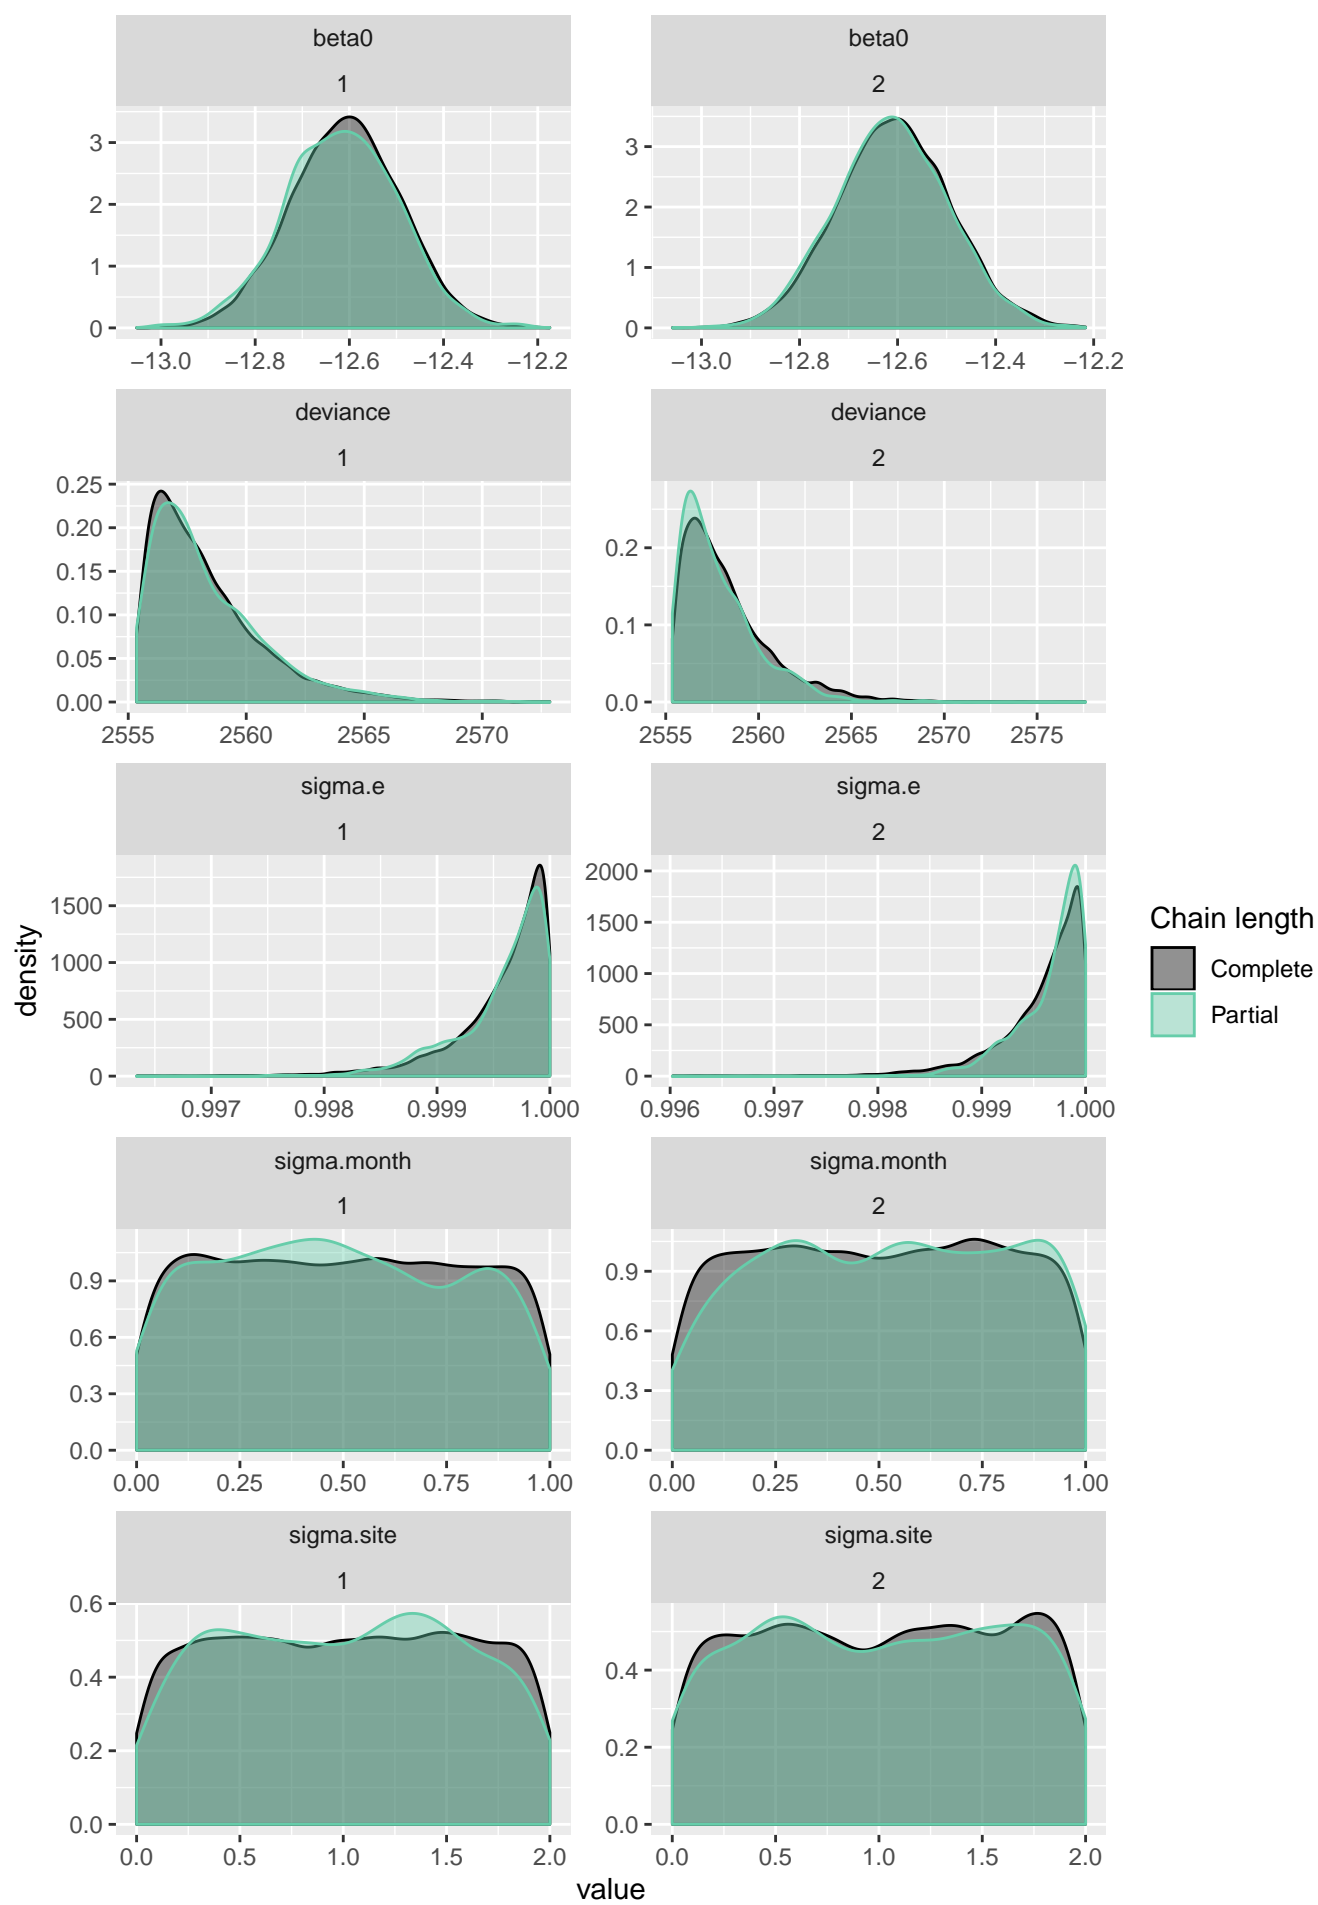 beta0
1
beta0
2
3
2
1
0
−13.0 −12.8 −12.6 −12.4 −12.2
3
2
1
0
−13.0 −12.8 −12.6 −12.4 −12.2
deviance
1
deviance
2
0.25
0.20
0.15
0.10
0.05
0.00
2555 2560 2565 2570
0.2
0.1
0.0
2555 2560 2565 2570 2575
sigma.e
1
sigma.e
2
1500
1000
500
0
0.997 0.998 0.999 1.000
2000
1500
1000
500
0
0.996 0.997 0.998 0.999 1.000
sigma.month
1
sigma.month
2
0.9
0.6
0.3
0.0
0.00 0.25 0.50 0.75 1.00
0.9
0.6
0.3
0.0
0.00 0.25 0.50 0.75 1.00
sigma.site
1
sigma.site
2
0.6
0.4
0.2
0.0
0.0 0.5 1.0 1.5 2.0
0.4
0.2
0.0
0.0 0.5 1.0 1.5 2.0
value
density
Chain length
Complete
Partial